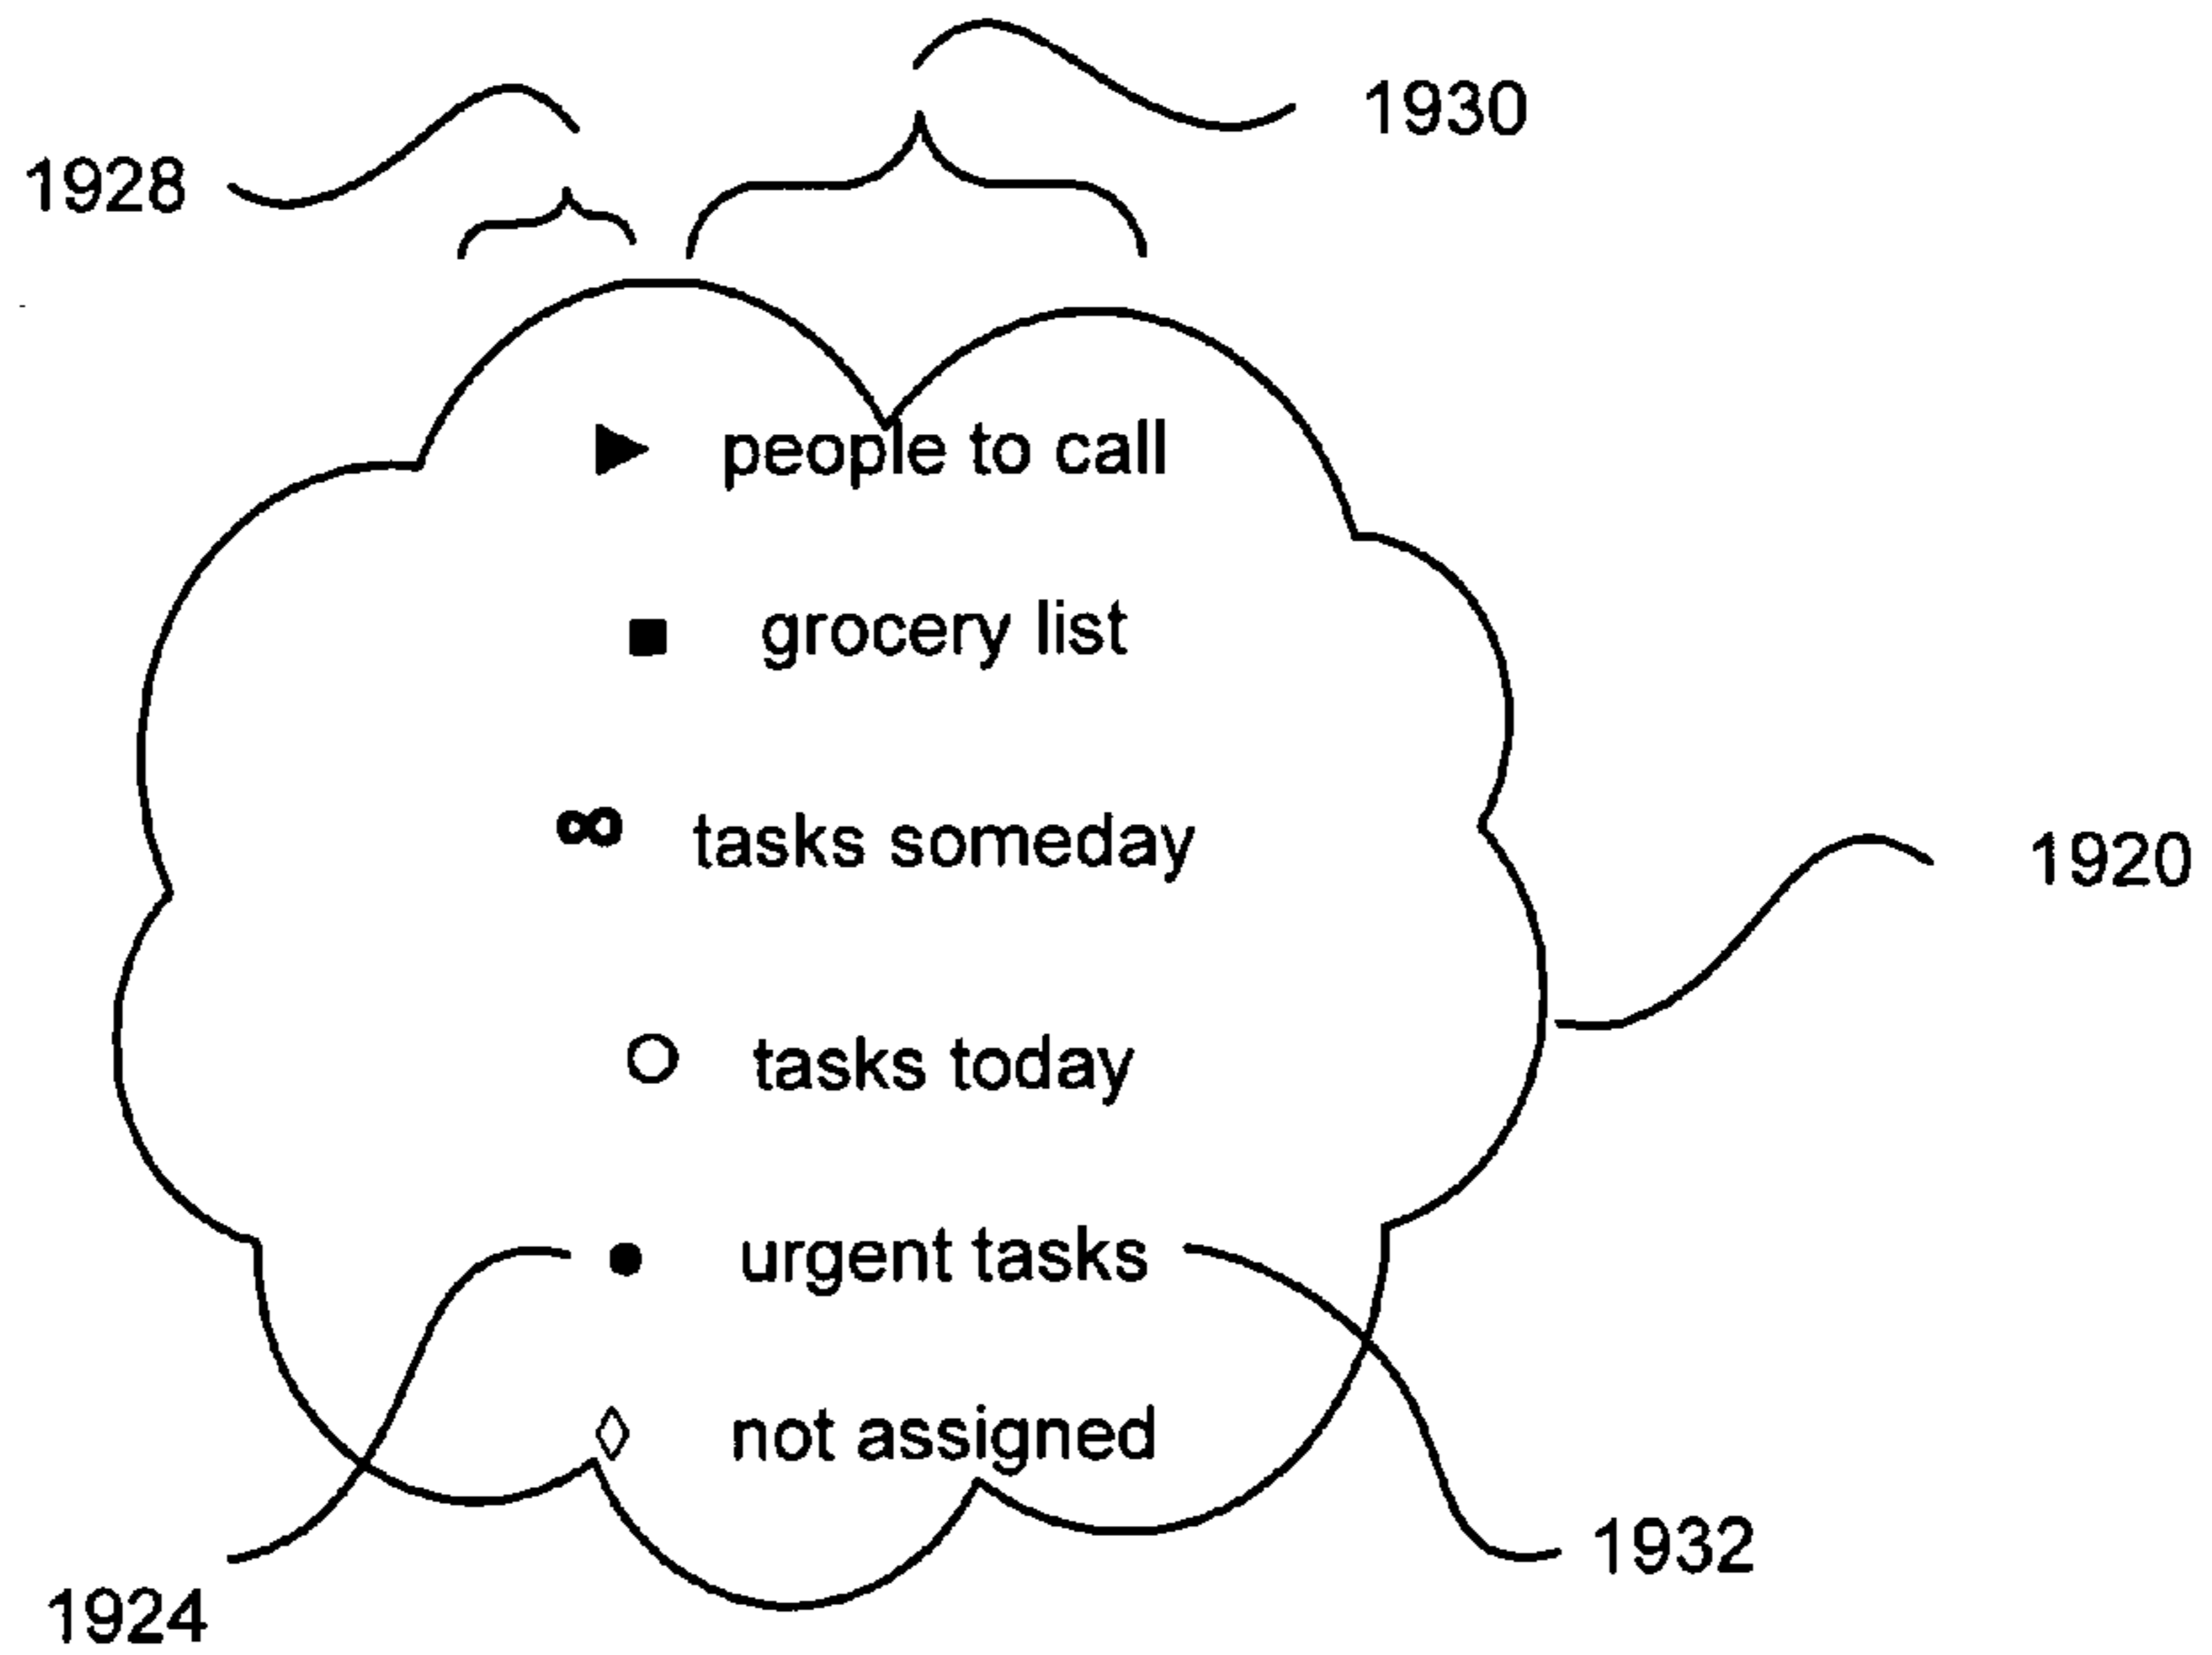 1930
1928
▶ people to call
■ grocery list
∞ tasks someday
1920
○ tasks today
● urgent tasks
◊ not assigned
1932
1924